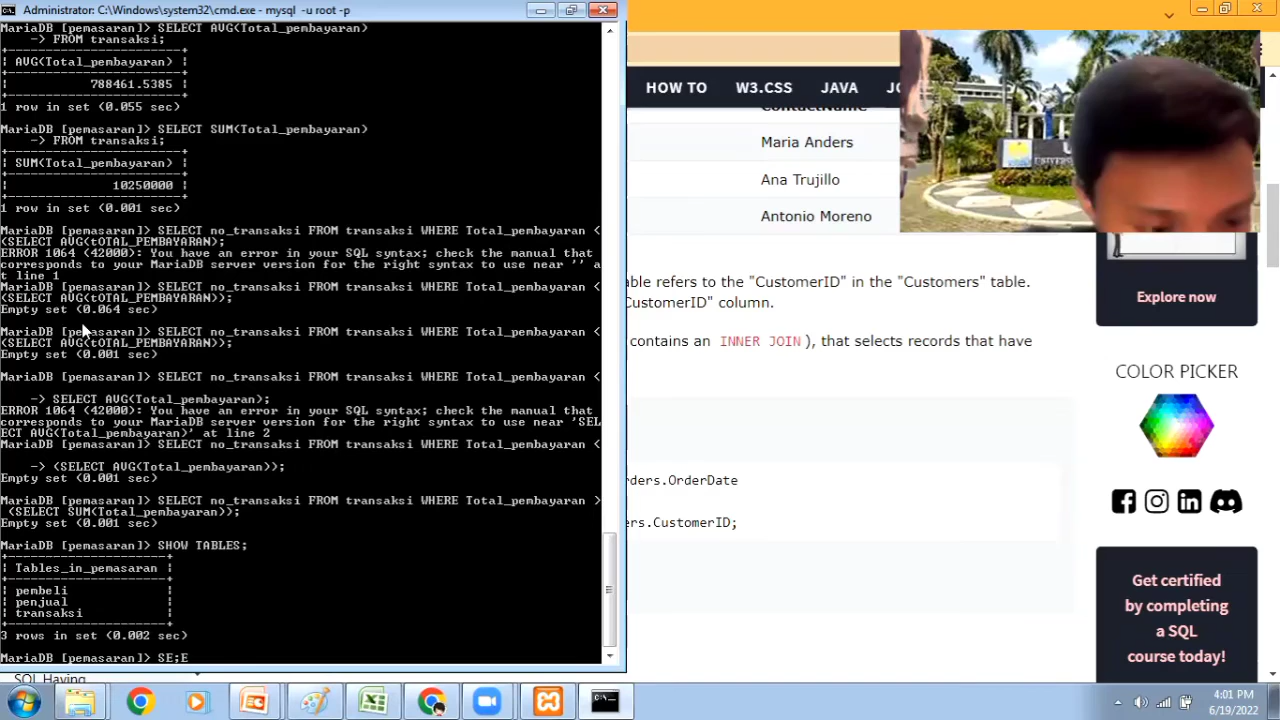 Administrator: C:\Windows\system32\cmd.exe - mysql -u root -p
MariaDB [pemasaran]> SELECT AVG(Total_pembayaran)
-> FROM transaksi;
AVG(Total_pembayaran)
788461.5385
1 row in set (0.055 sec)
MariaDB [pemasaran]> SELECT SUM(Total_pembayaran)
-> FROM transaksi;
SUM(Total_pembayaran)
10250000
1 row in set (0.001 sec)
MariaDB [pemasaran]> SELECT no_transaksi FROM transaksi WHERE Total_pembayaran <
(SELECT AVG(tOTAL_PEMBAYARAN);
ERROR 1064 (42000): You have an error in your SQL syntax; check the manual that
corresponds to your MariaDB server version for the right syntax to use near '' a
t line 1
MariaDB [pemasaran]> SELECT no_transaksi FROM transaksi WHERE Total_pembayaran <
(SELECT AVG(tOTAL_PEMBAYARAN));
Empty set (0.064 sec)
MariaDB [pemasaran]> SELECT no_transaksi FROM transaksi WHERE Total_pembayaran <
(SELECT AVG(tOTAL_PEMBAYARAN));
Empty set (0.001 sec)
MariaDB [pemasaran]> SELECT no_transaksi FROM transaksi WHERE Total_pembayaran <
-> SELECT AVG(Total_pembayaran);
ERROR 1064 (42000): You have an error in your SQL syntax; check the manual that
corresponds to your MariaDB server version for the right syntax to use near 'SEL
ECT AVG(Total_pembayaran)' at line 2
MariaDB [pemasaran]> SELECT no_transaksi FROM transaksi WHERE Total_pembayaran <
-> (SELECT AVG(Total_pembayaran));
Empty set (0.001 sec)
MariaDB [pemasaran]> SELECT no_transaksi FROM transaksi WHERE Total_pembayaran >
(SELECT SUM(Total_pembayaran));
Empty set (0.001 sec)
MariaDB [pemasaran]> SHOW TABLES;
Tables_in_pemasaran
pembeli
penjual
transaksi
3 rows in set (0.002 sec)
MariaDB [pemasaran]> SE;E
SQL Having
HOW TO W3.CSS JAVA
ContactName
Maria Anders
Ana Trujillo
Antonio Moreno
able refers to the "CustomerID" in the "Customers" table.
CustomerID" column.
contains an INNER JOIN ), that selects records that have
rders.OrderDate
ers.CustomerID;
Explore now
COLOR PICKER
Get certified
by completing
a SQL
course today!
4:01 PM
6/19/2022